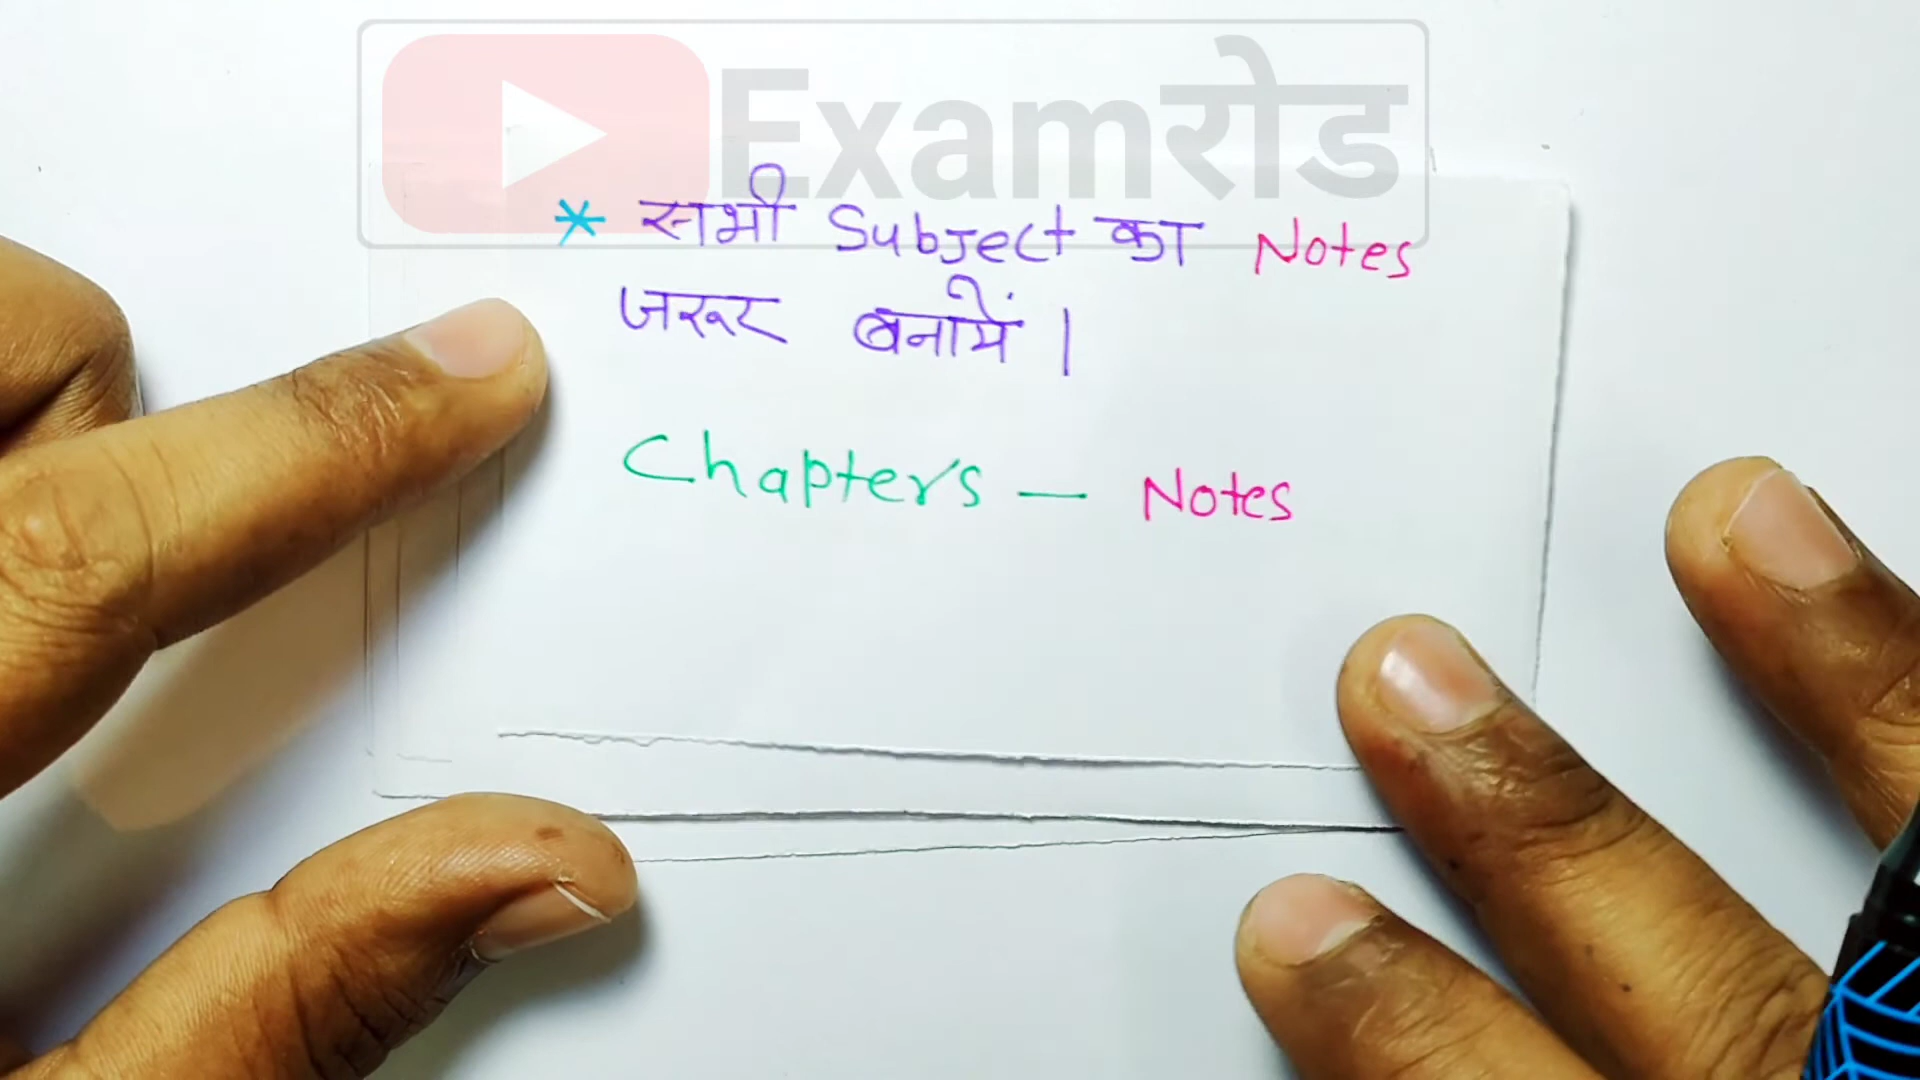 Examरोड
* सभी Subject का Notes
जरूर बनायें ।
Chapters — Notes